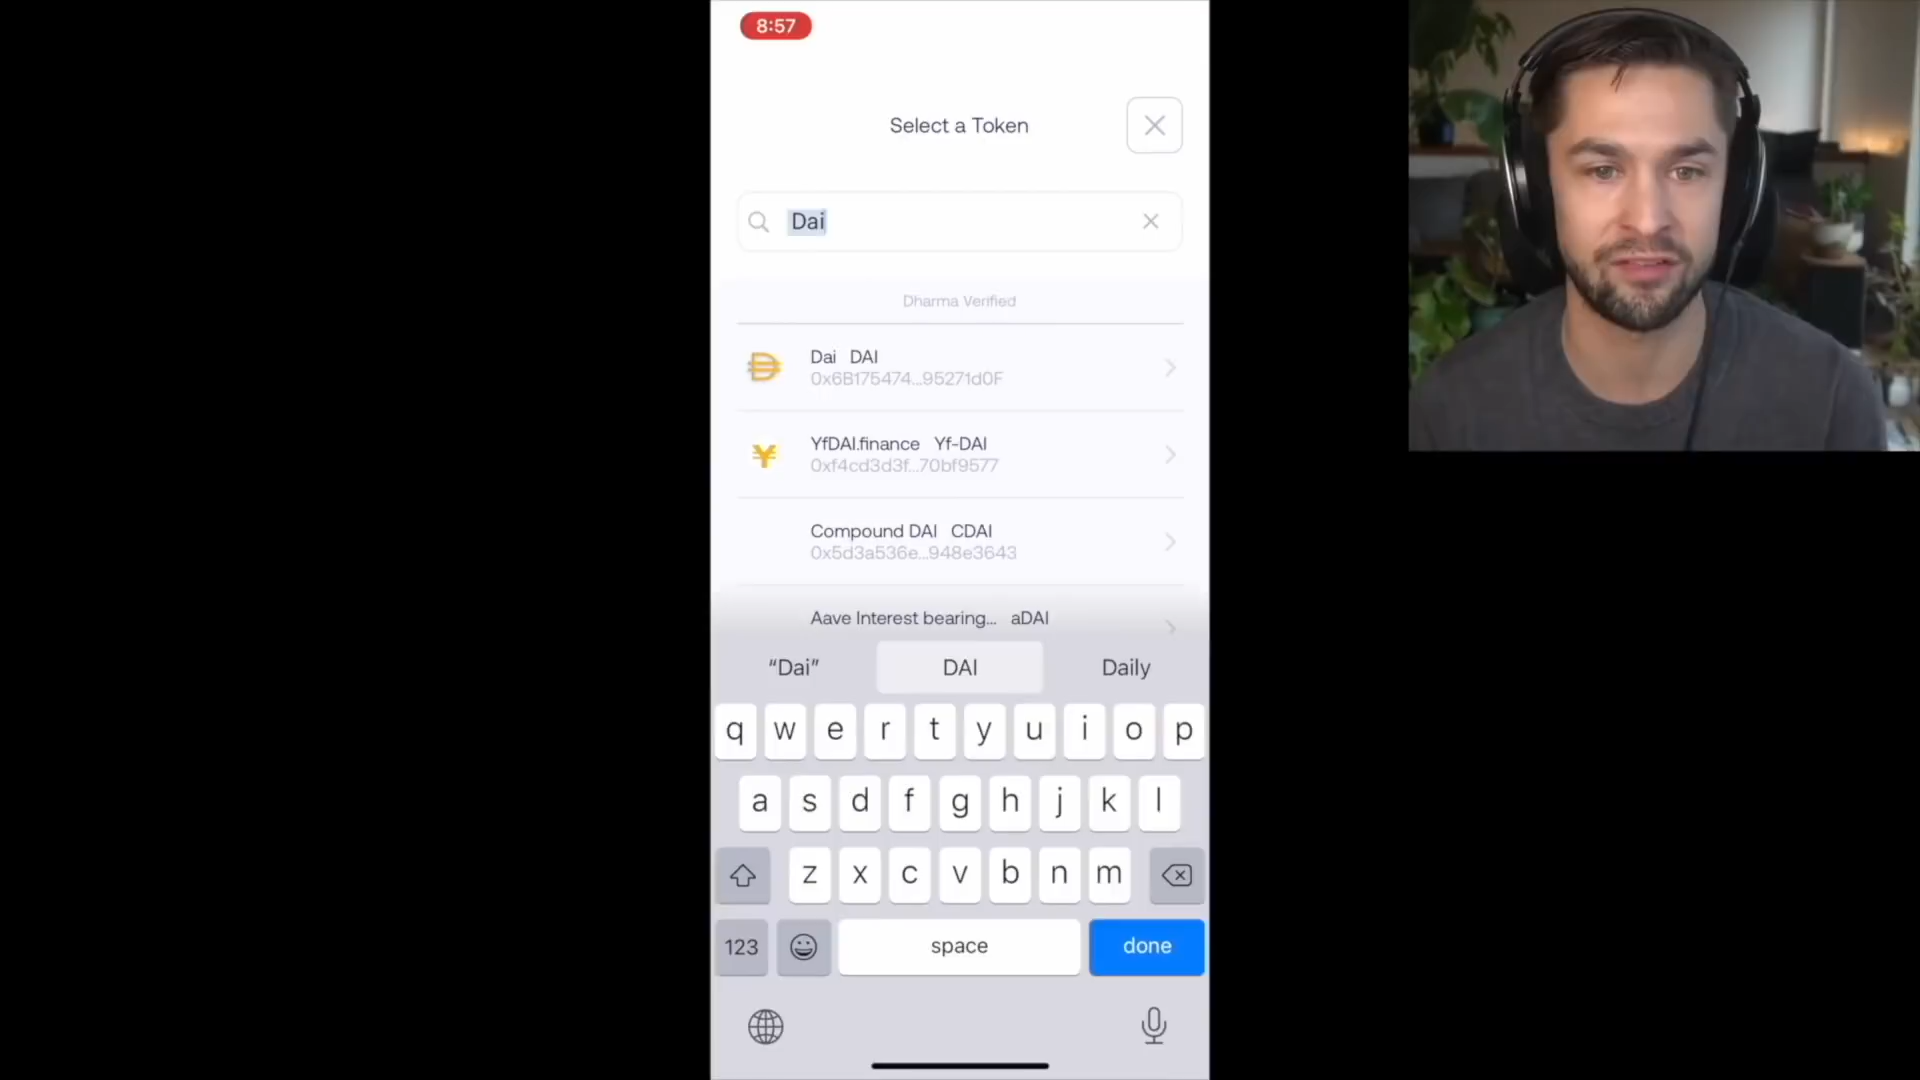 8:57
Select a Token
Dai
Dharma Verified
Dai DAI
0x6B175474...95271d0F
YfDAI.finance Yf-DAI
0xf4cd3d3f...70bf9577
Compound DAI CDAI
0x5d3a536e...948e3643
Aave Interest bearing... aDAI
“Dai” DAI Daily
q w e r t y u i o p
a s d f g h j k l
z x c v b n m
123 space done